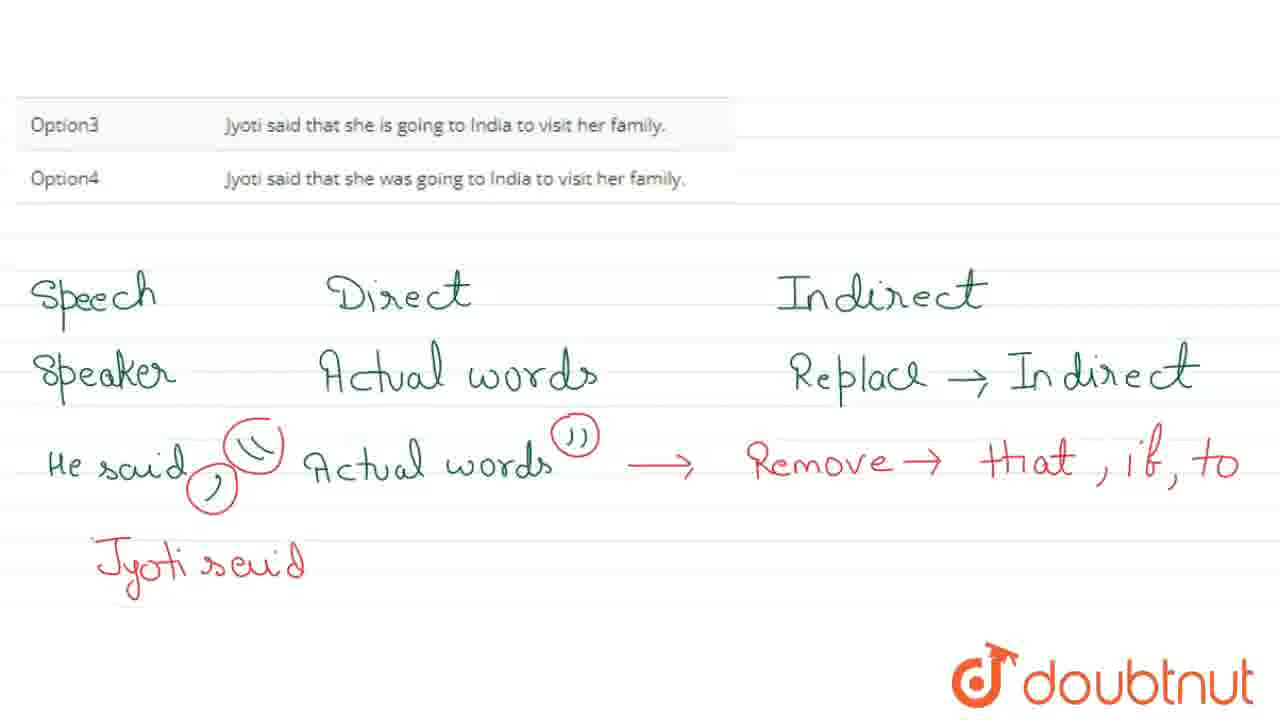 Option3 Jyoti said that she is going to India to visit her family.
Option4 Jyoti said that she was going to India to visit her family.
Speech Direct Indirect
Speaker Actual words Replace → Indirect
He said, " Actual words " → Remove → that, if, to
Jyoti said
doubtnut